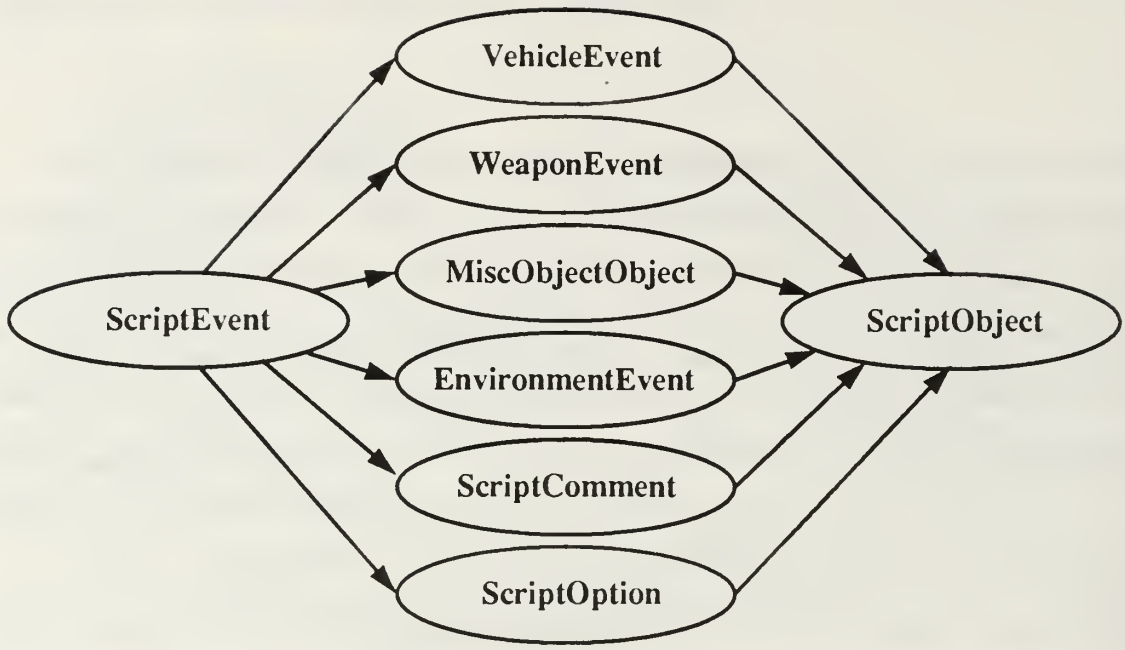 VehicleEvent
WeaponEvent
MiscObjectObject
ScriptEvent
ScriptObject
EnvironmentEvent
ScriptComment
ScriptOption